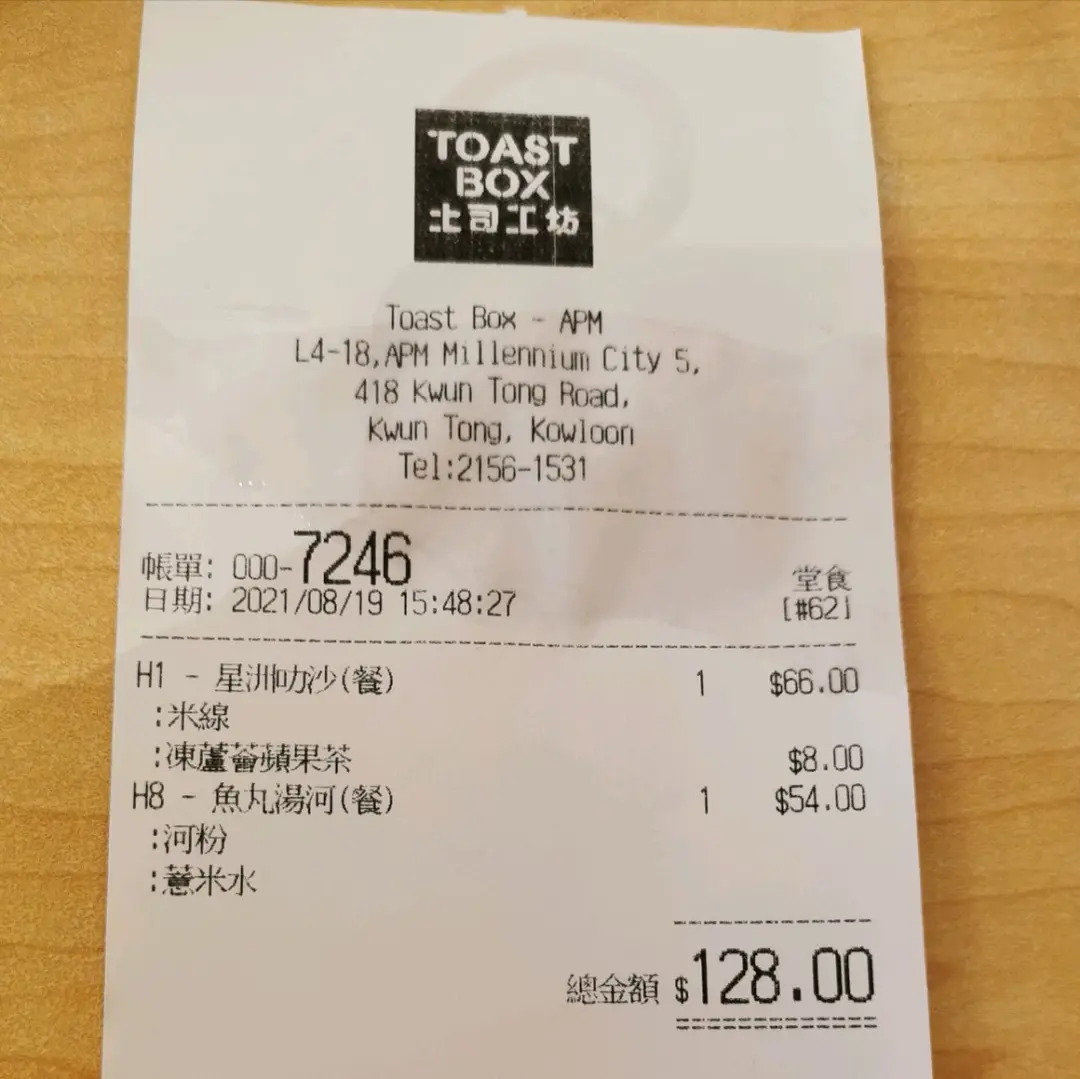 TOAST
BOX
土司工坊
Toast Box - APM
L4-18,APM Millennium City 5,
418 Kwun Tong Road,
Kwun Tong, Kowloon
Tel:2156-1531
帳單: 000-7246
堂食
日期: 2021/08/19 15:48:27 [#62]
H1 - 星洲叻沙(餐) 1 $66.00
:米線
:凍蘆薈蘋果茶 $8.00
H8 - 魚丸湯河(餐) 1 $54.00
:河粉
:薏米水
總金額 $128.00